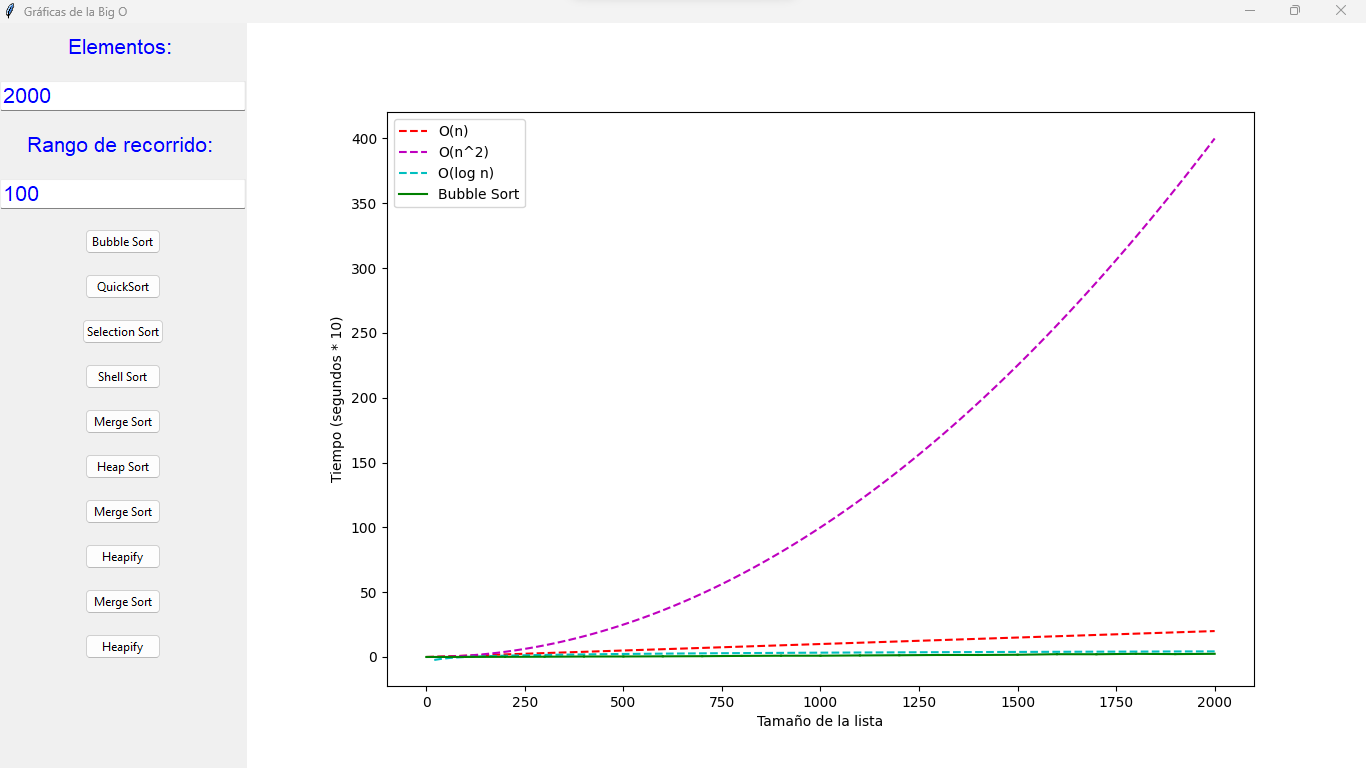 Gráficas de la Big O
Elementos:
2000
Rango de recorrido:
100
Bubble Sort
QuickSort
Selection Sort
Shell Sort
Merge Sort
Heap Sort
Merge Sort
Heapify
Merge Sort
Heapify
O(n)
O(n^2)
O(log n)
Bubble Sort
400
350
300
250
200
150
100
50
0
Tiempo (segundos * 10)
0 250 500 750 1000 1250 1500 1750 2000
Tamaño de la lista